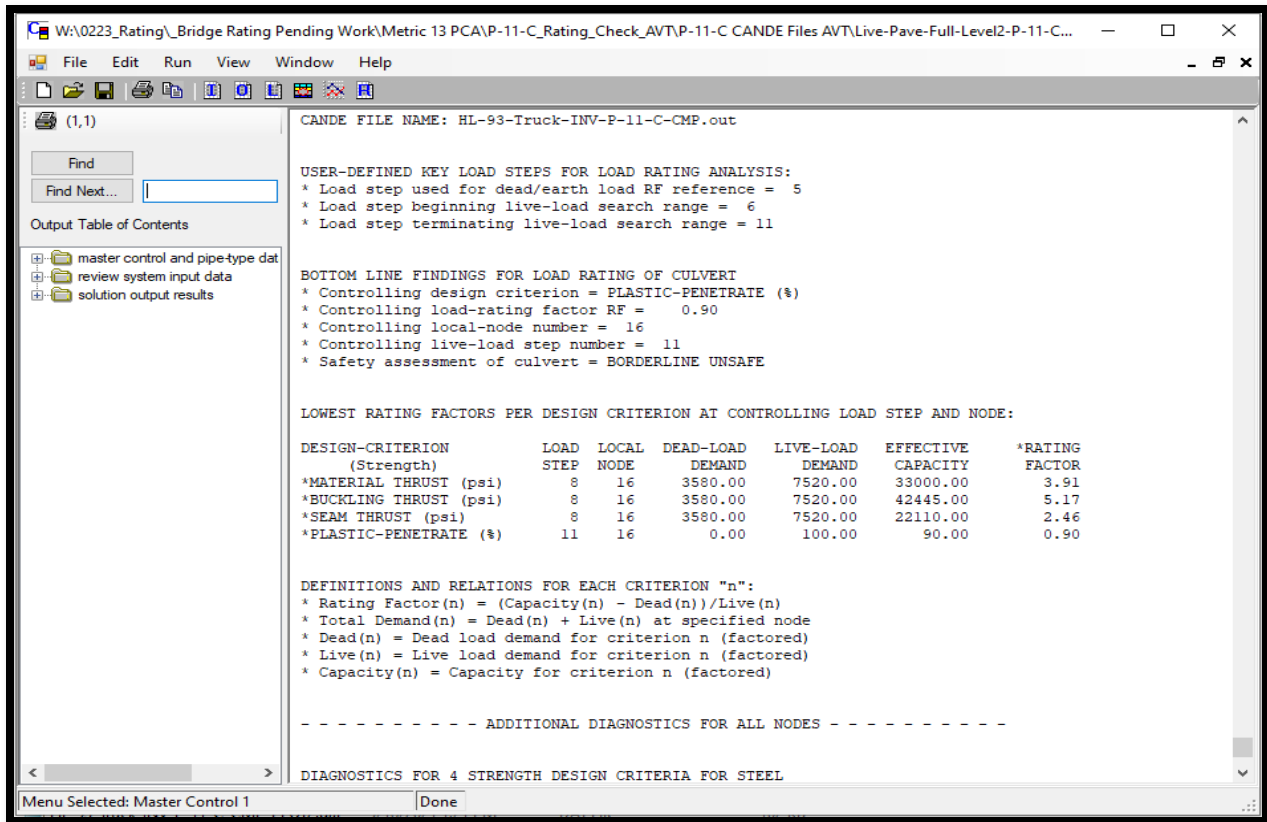 W:\0223_Rating\_Bridge Rating Pending Work\Metric 13 PCA\P-11-C_Rating_Check_AVT\P-11-C CANDE Files AVT\Live-Pave-Full-Level2-P-11-C...
File Edit Run View Window Help
(1,1)
Find
Find Next...
Output Table of Contents
master control and pipe-type dat
review system input data
solution output results
CANDE FILE NAME: HL-93-Truck-INV-P-11-C-CMP.out
USER-DEFINED KEY LOAD STEPS FOR LOAD RATING ANALYSIS:
* Load step used for dead/earth load RF reference = 5
* Load step beginning live-load search range = 6
* Load step terminating live-load search range = 11
BOTTOM LINE FINDINGS FOR LOAD RATING OF CULVERT
* Controlling design criterion = PLASTIC-PENETRATE (%)
* Controlling load-rating factor RF = 0.90
* Controlling local-node number = 16
* Controlling live-load step number = 11
* Safety assessment of culvert = BORDERLINE UNSAFE
LOWEST RATING FACTORS PER DESIGN CRITERION AT CONTROLLING LOAD STEP AND NODE:
DESIGN-CRITERION LOAD LOCAL DEAD-LOAD LIVE-LOAD EFFECTIVE *RATING
(Strength) STEP NODE DEMAND DEMAND CAPACITY FACTOR
*MATERIAL THRUST (psi) 8 16 3580.00 7520.00 33000.00 3.91
*BUCKLING THRUST (psi) 8 16 3580.00 7520.00 42445.00 5.17
*SEAM THRUST (psi) 8 16 3580.00 7520.00 22110.00 2.46
*PLASTIC-PENETRATE (%) 11 16 0.00 100.00 90.00 0.90
DEFINITIONS AND RELATIONS FOR EACH CRITERION "n":
* Rating Factor(n) = (Capacity(n) - Dead(n))/Live(n)
* Total Demand(n) = Dead(n) + Live(n) at specified node
* Dead(n) = Dead load demand for criterion n (factored)
* Live(n) = Live load demand for criterion n (factored)
* Capacity(n) = Capacity for criterion n (factored)
- - - - - - - - - - ADDITIONAL DIAGNOSTICS FOR ALL NODES - - - - - - - - - -
DIAGNOSTICS FOR 4 STRENGTH DESIGN CRITERIA FOR STEEL
Menu Selected: Master Control 1 Done